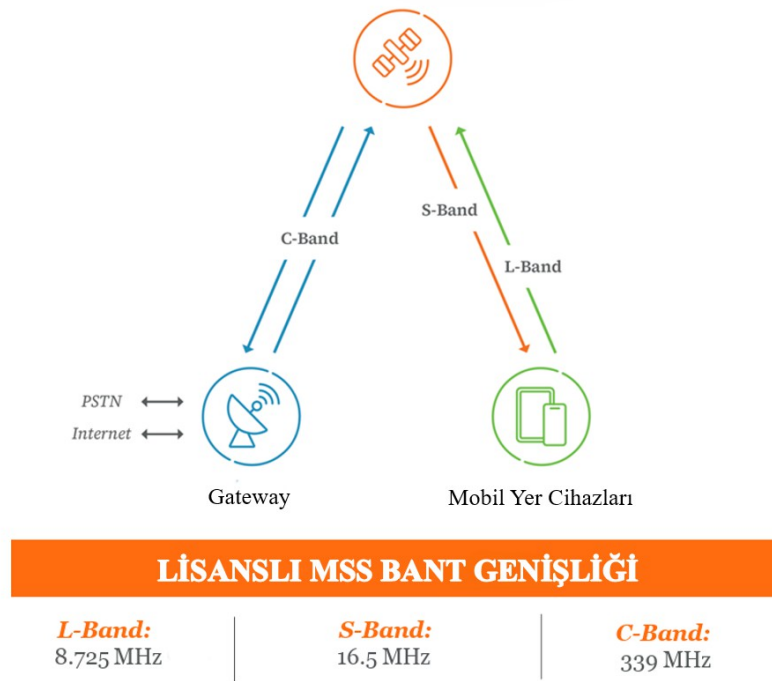 S-Band
C-Band
L-Band
PSTN
Internet
Gateway
Mobil Yer Cihazları
LİSANSLI MSS BANT GENİŞLİĞİ
L-Band:
8.725 MHz
S-Band:
16.5 MHz
C-Band:
339 MHz